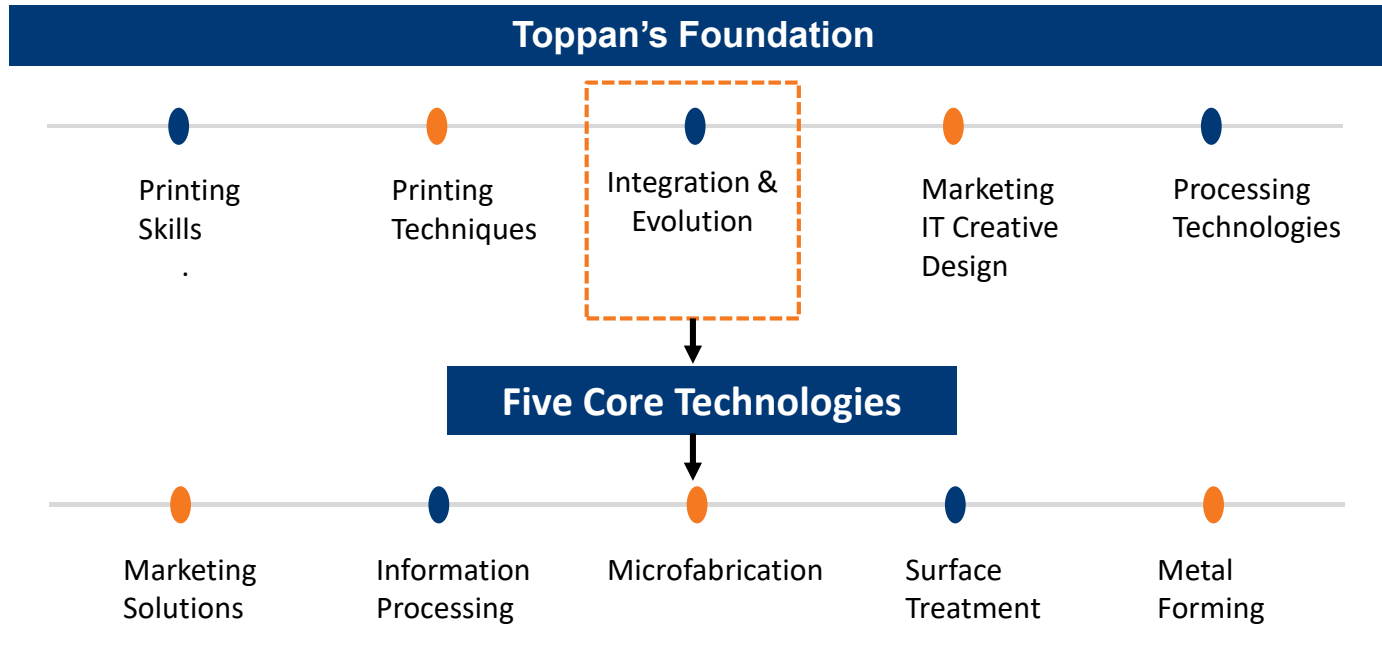 Toppan’s Foundation
Printing
Skills
.
Printing
Techniques
Integration &
Evolution
Marketing
IT Creative
Design
Processing
Technologies
Five Core Technologies
Marketing
Solutions
Information
Processing
Microfabrication
Surface
Treatment
Metal
Forming